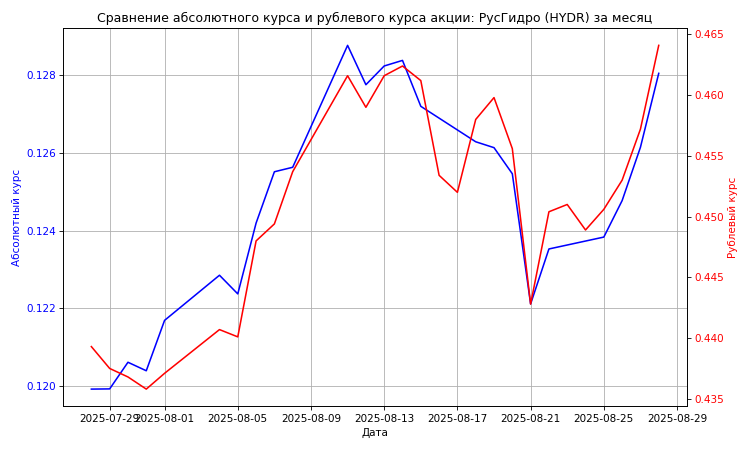 Сравнение абсолютного курса и рублевого курса акции: РусГидро (HYDR) за месяц
Абсолютный курс
0.128
0.126
0.124
0.122
0.120
0.465
0.460
0.455
0.450
0.445
0.440
0.435
Рублевый курс
2025-07-29 2025-08-01 2025-08-05 2025-08-09 2025-08-13 2025-08-17 2025-08-21 2025-08-25 2025-08-29
Дата